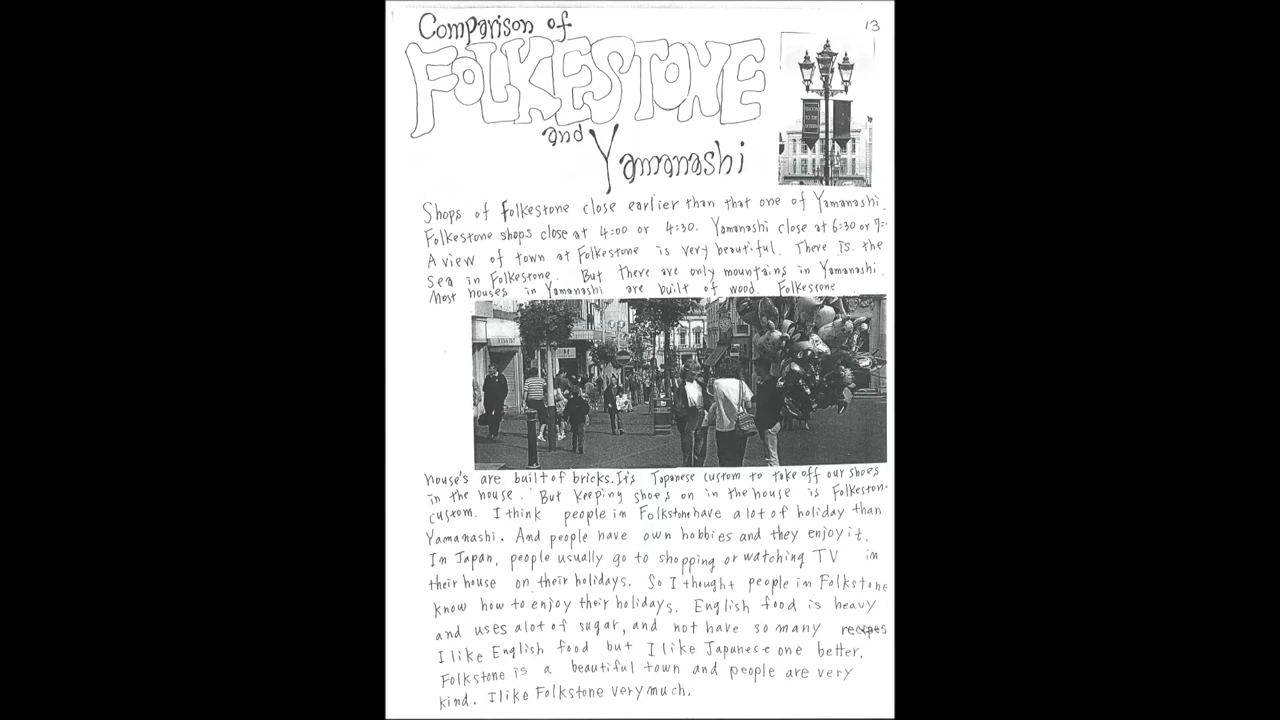 Comparison of
13
FOLKESTONE
and
Yamanashi
Shops of Folkestone close earlier than that one of Yamanashi.
Folkestone shops close at 4:00 or 4:30. Yamanashi close at 6:30 or 7:
A view of town at Folkestone is very beautiful. There is the
sea in Folkestone. But there are only mountains in Yamanashi.
Most houses in Yamanashi are built of wood. Folkestone
house's are built of bricks. It's Japanese custom to take off our shoes
in the house. But keeping shoes on in the house is Folkeston
custom. I think people in Folkstone have a lot of holiday than
Yamanashi. And people have own hobbies and they enjoy it.
In Japan, people usually go to shopping or watching TV in
their house on their holidays. So I thought people in Folkstone
know how to enjoy their holidays. English food is heavy
and uses alot of sugar, and not have so many recipes
I like English food but I like Japanese one better.
Folkstone is a beautiful town and people are very
kind. I like Folkstone very much.